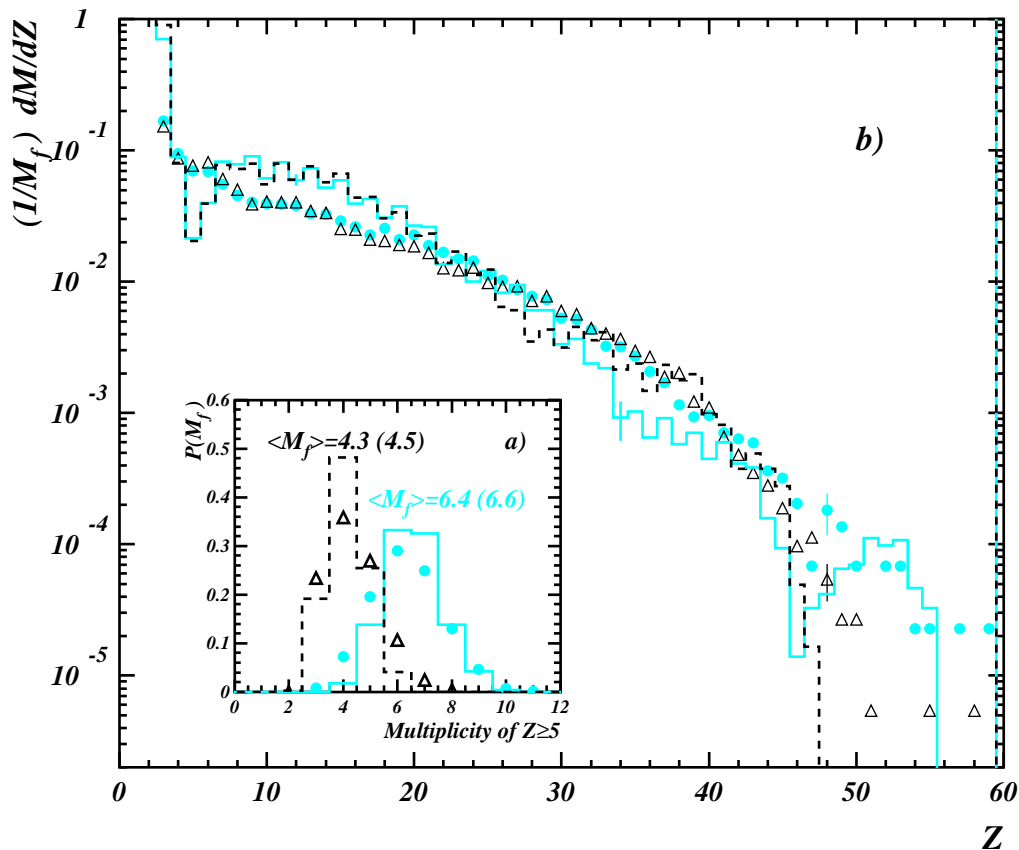 (1/M_f) dM/dZ
1
10^-1
10^-2
10^-3
10^-4
10^-5
b)
P(M_f)
0.6
0.5
0.4
0.3
0.2
0.1
0
<M_f>=4.3 (4.5)
a)
<M_f>=6.4 (6.6)
0 2 4 6 8 10 12
Multiplicity of Z≥5
0 10 20 30 40 50 60
Z